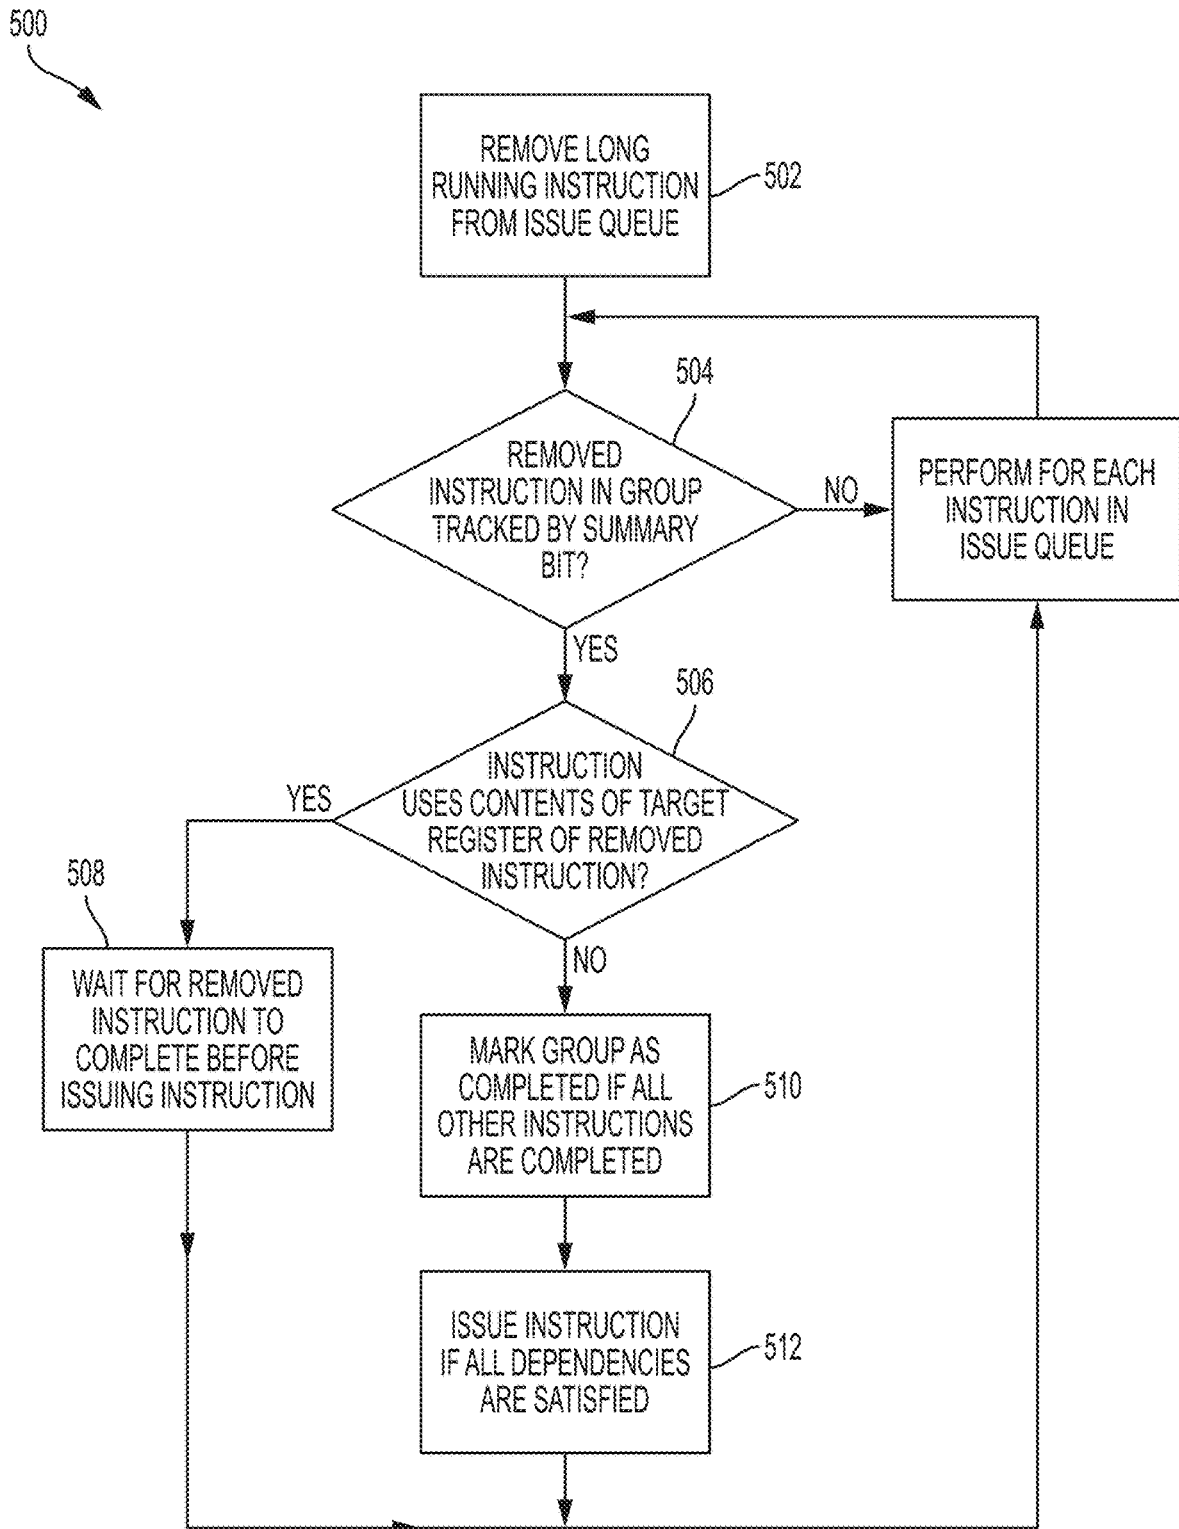 500
REMOVE LONG
RUNNING INSTRUCTION
FROM ISSUE QUEUE
502
504
REMOVED
INSTRUCTION IN GROUP
TRACKED BY SUMMARY
BIT?
NO
PERFORM FOR EACH
INSTRUCTION IN
ISSUE QUEUE
YES
506
INSTRUCTION
USES CONTENTS OF TARGET
REGISTER OF REMOVED
INSTRUCTION?
YES
508
WAIT FOR REMOVED
INSTRUCTION TO
COMPLETE BEFORE
ISSUING INSTRUCTION
NO
MARK GROUP AS
COMPLETED IF ALL
OTHER INSTRUCTIONS
ARE COMPLETED
510
ISSUE INSTRUCTION
IF ALL DEPENDENCIES
ARE SATISFIED
512